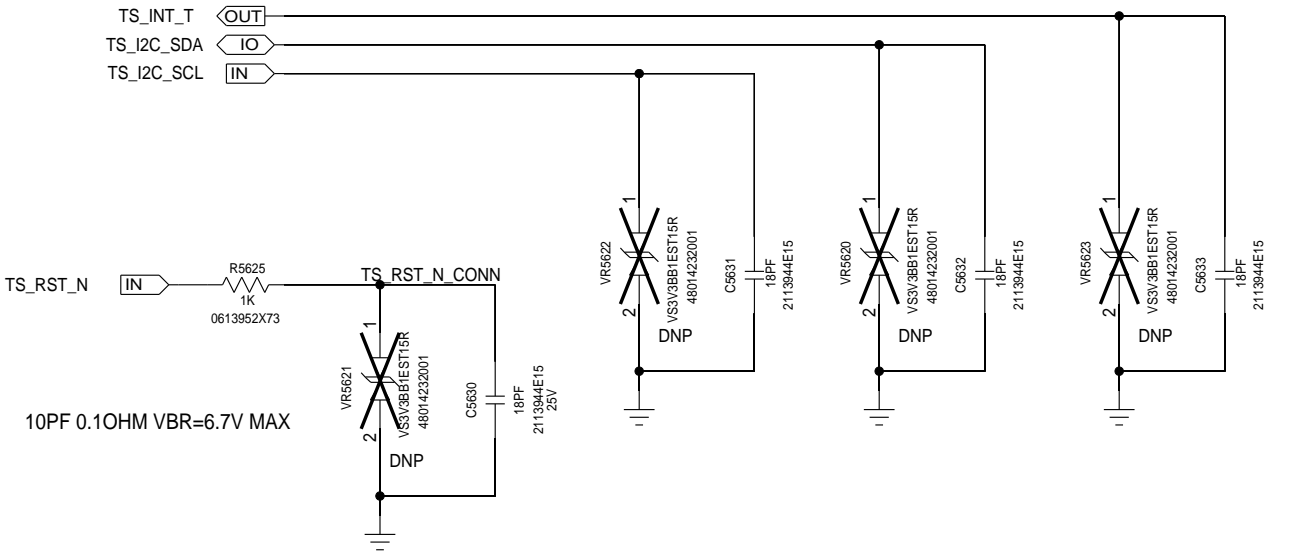 TS_INT_T
OUT
TS_I2C_SDA
IO
TS_I2C_SCL
IN
1
2
VR5622
VS3V3BB1EST15R
48014232001
DNP
C5631
18PF
2113944E15
1
2
VR5620
VS3V3BB1EST15R
48014232001
DNP
C5632
18PF
2113944E15
1
2
VR5623
VS3V3BB1EST15R
48014232001
DNP
C5633
18PF
2113944E15
TS_RST_N
IN
R5625
1K
0613952X73
TS_RST_N_CONN
1
2
VR5621
VS3V3BB1EST15R
48014232001
DNP
C5630
18PF
2113944E15
25V
10PF 0.1OHM VBR=6.7V MAX